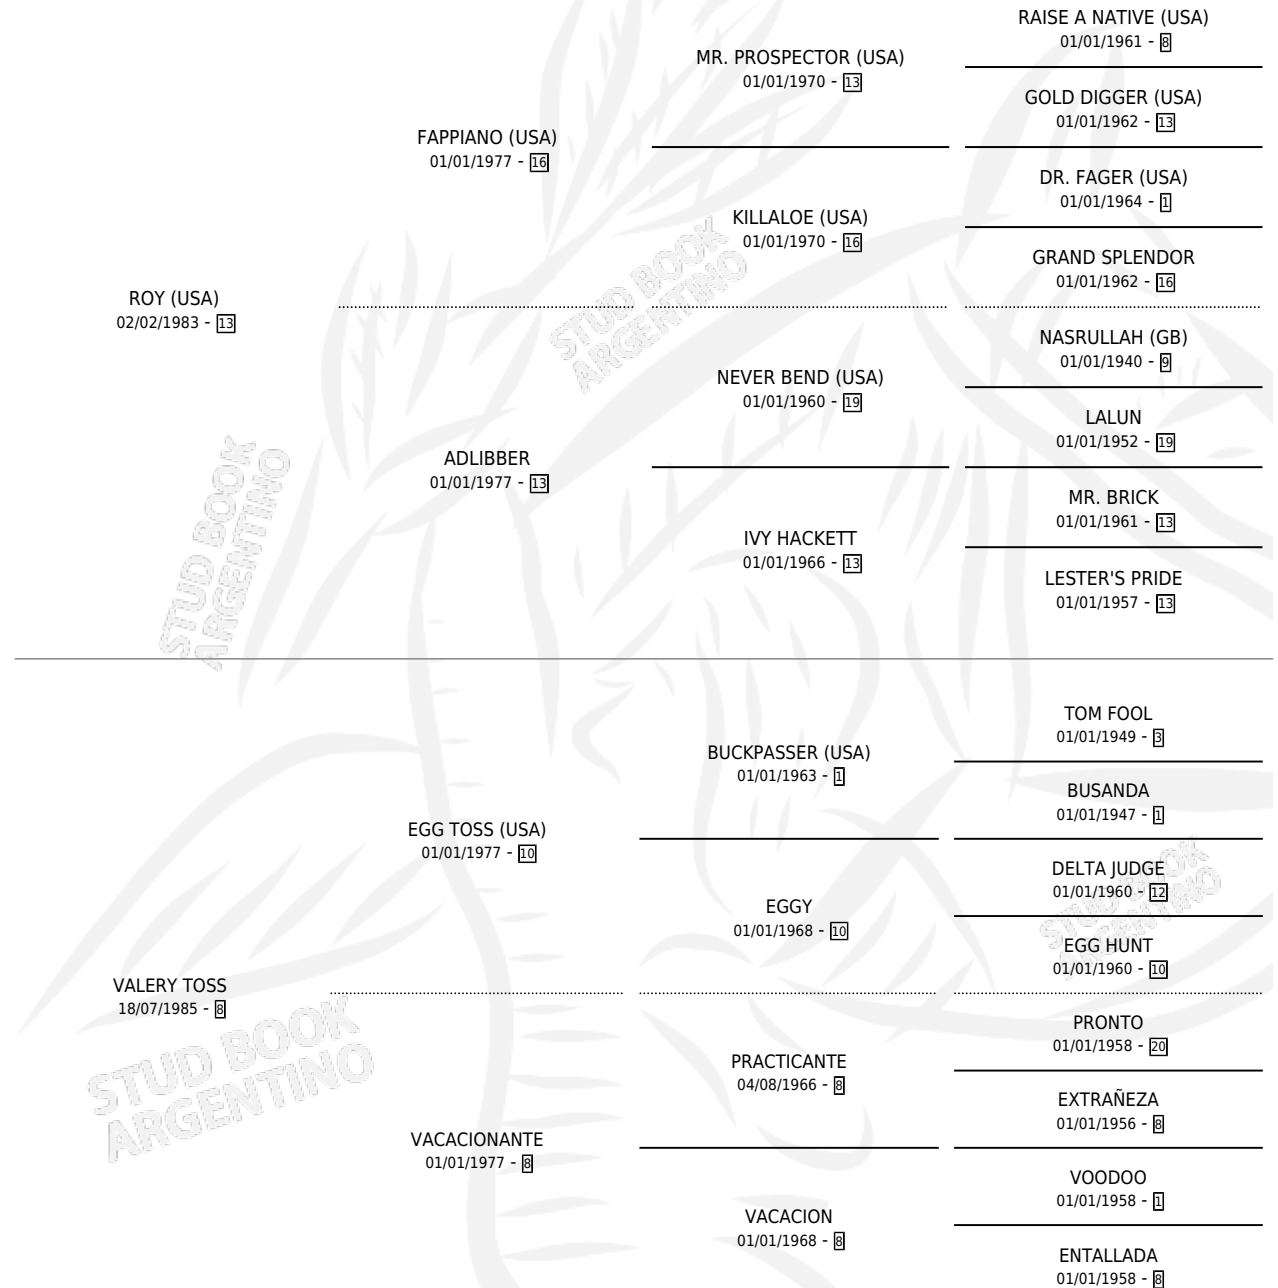 RAISE A NATIVE (USA)
01/01/1961 - 8
MR. PROSPECTOR (USA)
01/01/1970 - 13
GOLD DIGGER (USA)
01/01/1962 - 13
FAPPIANO (USA)
01/01/1977 - 16
DR. FAGER (USA)
01/01/1964 - 1
KILLALOE (USA)
01/01/1970 - 16
GRAND SPLENDOR
01/01/1962 - 16
ROY (USA)
02/02/1983 - 13
NASRULLAH (GB)
01/01/1940 - 9
NEVER BEND (USA)
01/01/1960 - 19
LALUN
01/01/1952 - 19
ADLIBBER
01/01/1977 - 13
MR. BRICK
01/01/1961 - 13
IVY HACKETT
01/01/1966 - 13
LESTER'S PRIDE
01/01/1957 - 13
TOM FOOL
01/01/1949 - 3
BUCKPASSER (USA)
01/01/1963 - 1
BUSANDA
01/01/1947 - 1
EGG TOSS (USA)
01/01/1977 - 10
DELTA JUDGE
01/01/1960 - 12
EGGY
01/01/1968 - 10
EGG HUNT
01/01/1960 - 10
VALERY TOSS
18/07/1985 - 8
PRONTO
01/01/1958 - 20
PRACTICANTE
04/08/1966 - 8
EXTRAÑEZA
01/01/1956 - 8
VACACIONANTE
01/01/1977 - 8
VOODOO
01/01/1958 - 1
VACACION
01/01/1968 - 8
ENTALLADA
01/01/1958 - 8
STUD BOOK
ARGENTINO
STUD BOOK
ARGENTINO
STUD BOOK
ARGENTINO
STUD BOOK
ARGENTINO